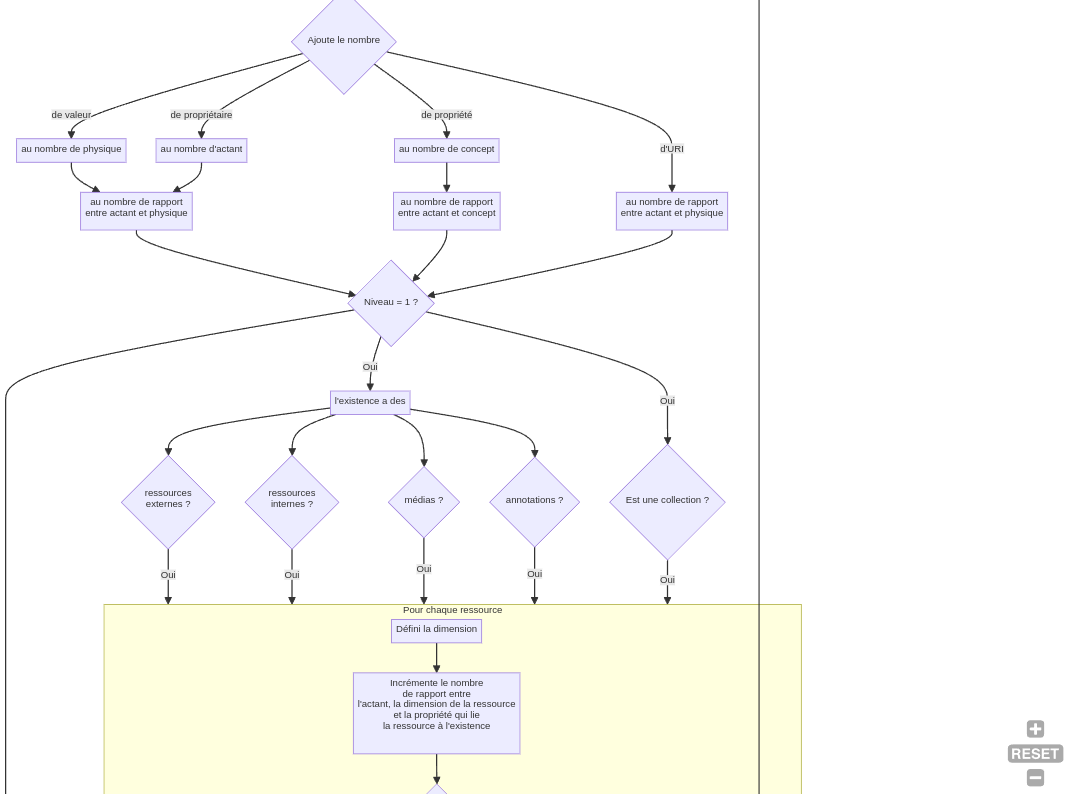 Ajoute le nombre
de valeur
de propriétaire
de propriété
d'URI
au nombre de physique
au nombre d'actant
au nombre de concept
au nombre de rapport
entre actant et physique
au nombre de rapport
entre actant et concept
au nombre de rapport
entre actant et physique
Niveau = 1 ?
Oui
Oui
l'existence a des
ressources
externes ?
ressources
internes ?
médias ?
annotations ?
Est une collection ?
Oui
Oui
Oui
Oui
Oui
Pour chaque ressource
Défini la dimension
Incrémente le nombre
de rapport entre
l'actant, la dimension de la ressource
et la propriété qui lie
la ressource à l'existence
RESET